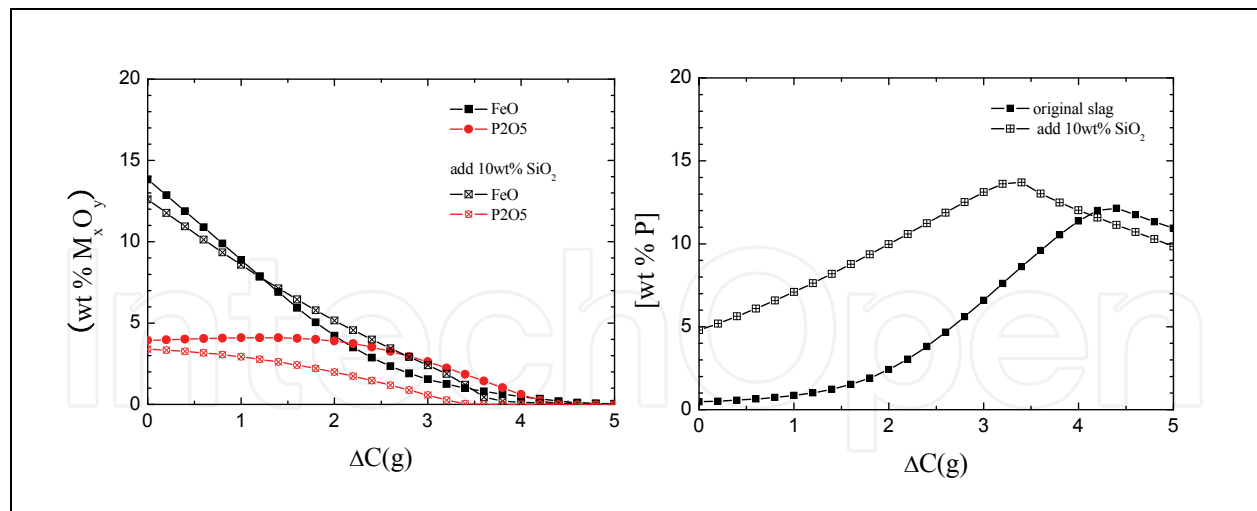 20
15
10
5
0
(wt % MₓOᵧ)
FeO
P2O5
add 10wt% SiO₂
FeO
P2O5
0 1 2 3 4 5
ΔC(g)
20
15
10
5
0
[wt % P]
original slag
add 10wt% SiO₂
0 1 2 3 4 5
ΔC(g)
IntechOpen